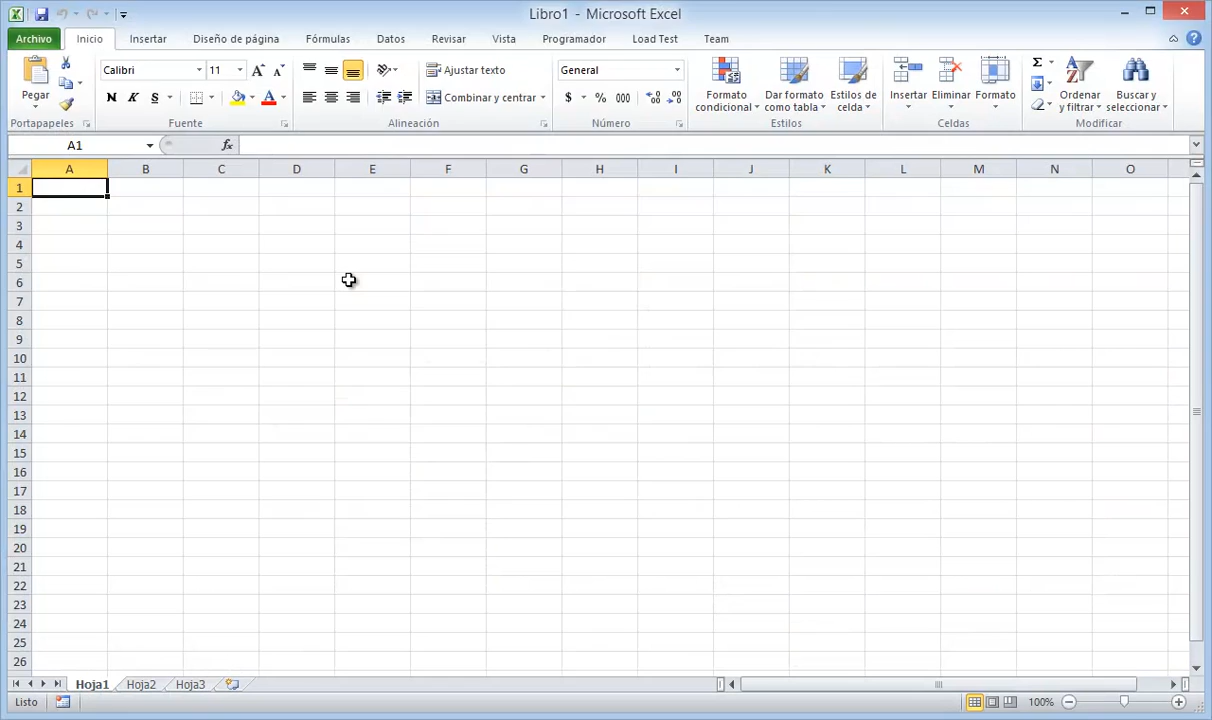 Libro1 - Microsoft Excel
Archivo Inicio Insertar Diseño de página Fórmulas Datos Revisar Vista Programador Load Test Team
Pegar
Calibri 11
N K S
Ajustar texto
Combinar y centrar
General
$ % 000
Formato condicional
Dar formato como tabla
Estilos de celda
Insertar Eliminar Formato
Σ
Ordenar y filtrar
Buscar y seleccionar
Portapapeles Fuente Alineación Número Estilos Celdas Modificar
A1 fx
A B C D E F G H I J K L M N O
1
2
3
4
5
6
7
8
9
10
11
12
13
14
15
16
17
18
19
20
21
22
23
24
25
26
Hoja1 Hoja2 Hoja3
Listo 100%